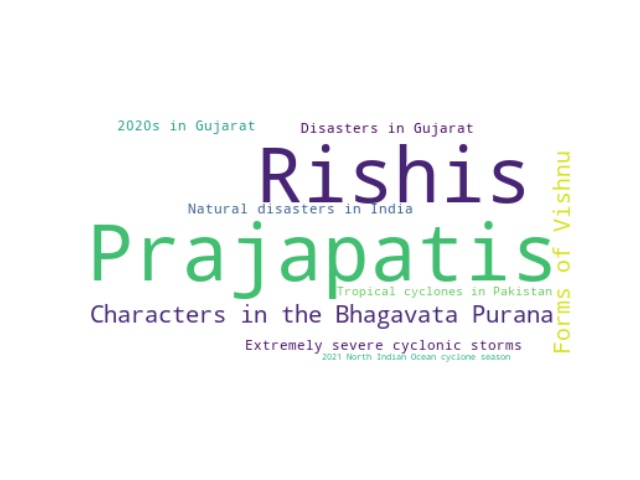 2020s in Gujarat
Disasters in Gujarat
Rishis
Natural disasters in India
Prajapatis
Tropical cyclones in Pakistan
Characters in the Bhagavata Purana
Forms of Vishnu
Extremely severe cyclonic storms
2021 North Indian Ocean cyclone season